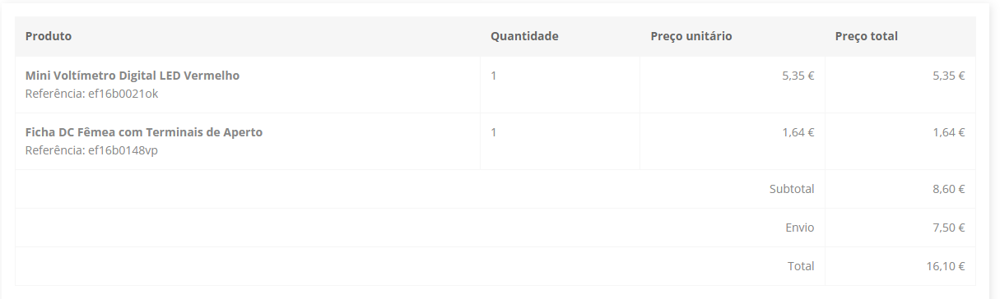 Produto Quantidade Preço unitário Preço total
Mini Voltímetro Digital LED Vermelho 1 5,35 € 5,35 €
Referência: ef16b0021ok
Ficha DC Fêmea com Terminais de Aperto 1 1,64 € 1,64 €
Referência: ef16b0148vp
Subtotal 8,60 €
Envio 7,50 €
Total 16,10 €